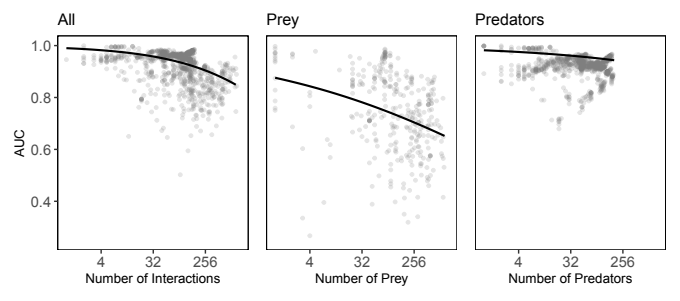 All Prey Predators
1.0
0.8
0.6
0.4
AUC
4 32 256 4 32 256 4 32 256
Number of Interactions Number of Prey Number of Predators